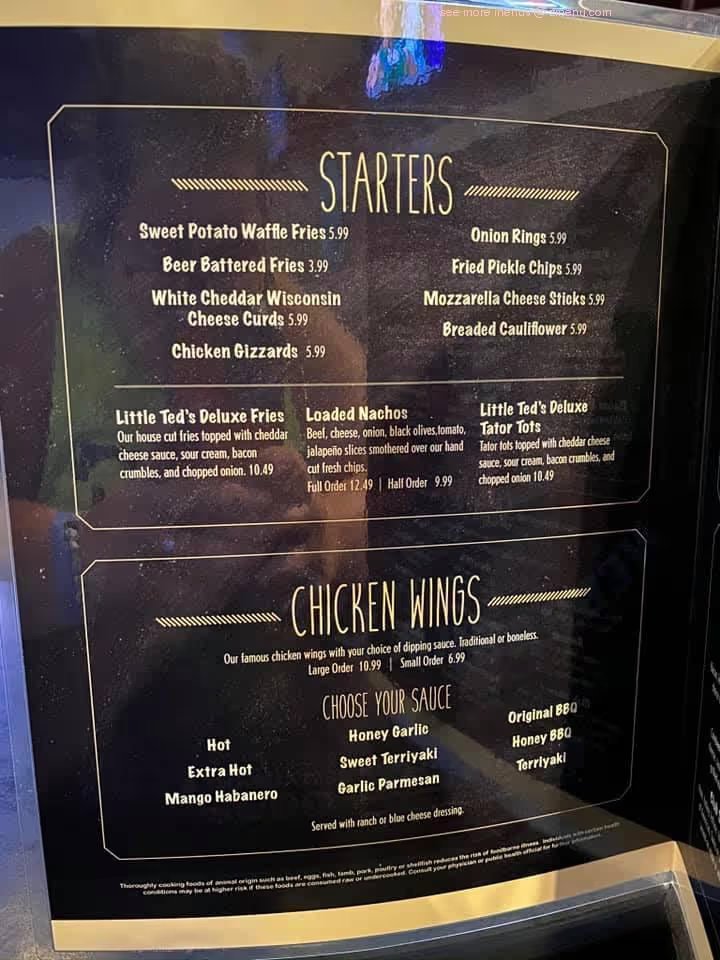 see more menus @ zmenu.com
STARTERS
Sweet Potato Waffle Fries 5.99
Beer Battered Fries 3.99
White Cheddar Wisconsin
Cheese Curds 5.99
Chicken Gizzards 5.99
Onion Rings 5.99
Fried Pickle Chips 5.99
Mozzarella Cheese Sticks 5.99
Breaded Cauliflower 5.99
Little Ted's Deluxe Fries
Our house cut fries topped with cheddar
cheese sauce, sour cream, bacon
crumbles, and chopped onion. 10.49
Loaded Nachos
Beef, cheese, onion, black olives,tomato,
jalapeño slices smothered over our hand
cut fresh chips.
Full Order 12.49 | Half Order 9.99
Little Ted's Deluxe
Tator Tots
Tator tots topped with cheddar cheese
sauce, sour cream, bacon crumbles, and
chopped onion 10.49
CHICKEN WINGS
Our famous chicken wings with your choice of dipping sauce. Traditional or boneless.
Large Order 10.99 | Small Order 6.99
CHOOSE YOUR SAUCE
Hot
Extra Hot
Mango Habanero
Honey Garlic
Sweet Terriyaki
Garlic Parmesan
Original BBQ
Honey BBQ
Terriyaki
Served with ranch or blue cheese dressing.
Thoroughly cooking foods of animal origin such as beef, eggs, fish, lamb, pork, poultry or shellfish reduces the risk of foodborne illness. Individuals with certain health
conditions may be at higher risk if these foods are consumed raw or undercooked. Consult your physician or public health official for further information.